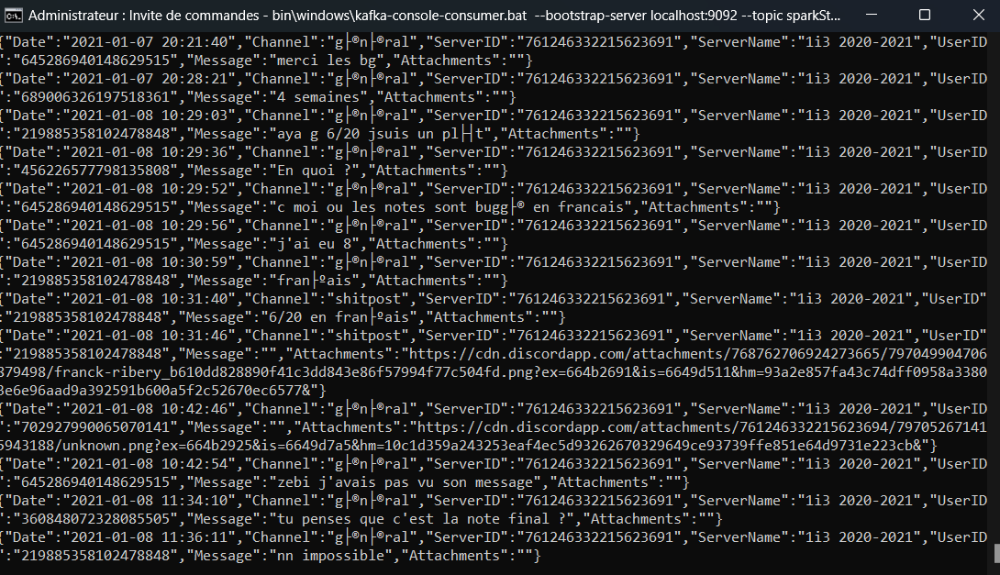 Administrateur : Invite de commandes - bin\windows\kafka-console-consumer.bat --bootstrap-server localhost:9092 --topic sparkSt...
{"Date":"2021-01-07 20:21:40","Channel":"g├®n├®ral","ServerID":"761246332215623691","ServerName":"1i3 2020-2021","UserID
":"645286940148629515","Message":"merci les bg","Attachments":""}
{"Date":"2021-01-07 20:28:21","Channel":"g├®n├®ral","ServerID":"761246332215623691","ServerName":"1i3 2020-2021","UserID
":"689006326197518361","Message":"4 semaines","Attachments":""}
{"Date":"2021-01-08 10:29:03","Channel":"g├®n├®ral","ServerID":"761246332215623691","ServerName":"1i3 2020-2021","UserID
":"219885358102478848","Message":"aya g 6/20 jsuis un pl├┤t","Attachments":""}
{"Date":"2021-01-08 10:29:36","Channel":"g├®n├®ral","ServerID":"761246332215623691","ServerName":"1i3 2020-2021","UserID
":"456226577798135808","Message":"En quoi ?","Attachments":""}
{"Date":"2021-01-08 10:29:52","Channel":"g├®n├®ral","ServerID":"761246332215623691","ServerName":"1i3 2020-2021","UserID
":"645286940148629515","Message":"c moi ou les notes sont bugg├® en francais","Attachments":""}
{"Date":"2021-01-08 10:29:56","Channel":"g├®n├®ral","ServerID":"761246332215623691","ServerName":"1i3 2020-2021","UserID
":"645286940148629515","Message":"j'ai eu 8","Attachments":""}
{"Date":"2021-01-08 10:30:59","Channel":"g├®n├®ral","ServerID":"761246332215623691","ServerName":"1i3 2020-2021","UserID
":"219885358102478848","Message":"fran├ºais","Attachments":""}
{"Date":"2021-01-08 10:31:40","Channel":"shitpost","ServerID":"761246332215623691","ServerName":"1i3 2020-2021","UserID"
:"219885358102478848","Message":"6/20 en fran├ºais","Attachments":""}
{"Date":"2021-01-08 10:31:46","Channel":"shitpost","ServerID":"761246332215623691","ServerName":"1i3 2020-2021","UserID"
:"219885358102478848","Message":"","Attachments":"https://cdn.discordapp.com/attachments/768762706924273665/797049904706
879498/franck-ribery_b610dd828890f41c3dd843e86f57994f77c504fd.png?ex=664b2691&is=6649d511&hm=93a2e857fa43c74dff0958a3380
3e6e96aad9a392591b600a5f2c52670ec6577&"}
{"Date":"2021-01-08 10:42:46","Channel":"g├®n├®ral","ServerID":"761246332215623691","ServerName":"1i3 2020-2021","UserID
":"702927990065070141","Message":"","Attachments":"https://cdn.discordapp.com/attachments/761246332215623694/79705267141
5943188/unknown.png?ex=664b2925&is=6649d7a5&hm=10c1d359a243253eaf4ec5d93262670329649ce93739ffe851e64d9731e223cb&"}
{"Date":"2021-01-08 10:42:54","Channel":"g├®n├®ral","ServerID":"761246332215623691","ServerName":"1i3 2020-2021","UserID
":"645286940148629515","Message":"zebi j'avais pas vu son message","Attachments":""}
{"Date":"2021-01-08 11:34:10","Channel":"g├®n├®ral","ServerID":"761246332215623691","ServerName":"1i3 2020-2021","UserID
":"360848072328085505","Message":"tu penses que c'est la note final ?","Attachments":""}
{"Date":"2021-01-08 11:36:11","Channel":"g├®n├®ral","ServerID":"761246332215623691","ServerName":"1i3 2020-2021","UserID
":"219885358102478848","Message":"nn impossible","Attachments":""}